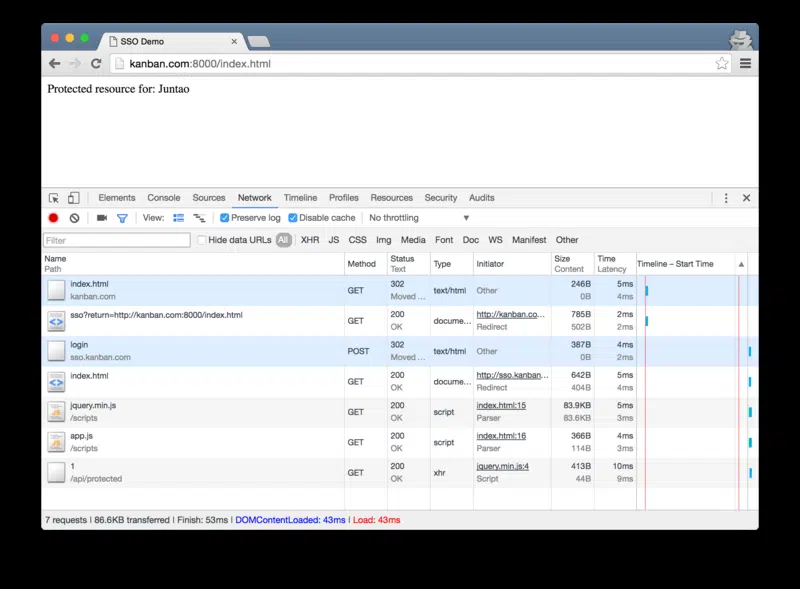 SSO Demo
kanban.com:8000/index.html
Protected resource for: Juntao
Elements Console Sources Network Timeline Profiles Resources Security Audits
View: Preserve log Disable cache No throttling
Filter Hide data URLs All XHR JS CSS Img Media Font Doc WS Manifest Other
Name Method Status Type Initiator Size Time Timeline – Start Time
Path Text Content Latency
index.html 302 246B 5ms
kanban.com GET Moved ... text/html Other 0B 4ms
sso?return=http://kanban.com:8000/index.html 200 http://kanban.co... 785B 2ms
GET OK docume... Redirect 502B 2ms
login 302 387B 4ms
sso.kanban.com POST Moved ... text/html Other 0B 2ms
index.html 200 http://sso.kanban... 642B 5ms
GET OK docume... Redirect 404B 4ms
jquery.min.js 200 index.html:15 83.9KB 5ms
/scripts GET OK script Parser 83.6KB 3ms
app.js 200 index.html:16 366B 4ms
/scripts GET OK script Parser 114B 3ms
1 200 jquery.min.js:4 413B 10ms
/api/protected GET OK xhr Script 44B 9ms
7 requests | 86.6KB transferred | Finish: 53ms | DOMContentLoaded: 43ms | Load: 43ms